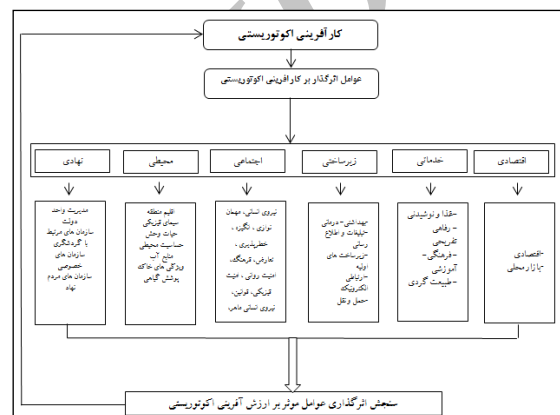 کارآفرینی اکوتوریستی
عوامل اثرگذار بر کارافرینی اکوتوریستی
اقتصادی
خدماتی
زیرساختی
اجتماعی
محیطی
نهادی
-اقتصادی
-بازار محلی
-غذا و نوشیدنی
- رفاهی
تفریحی
-فرهنگی-
آموزشی
-طبیعت گردی
-بهداشتی- درمانی
-تبلیغات و اطلاع
رسانی
-زیرساخت های
اولیه
-ارتباطی
الکترونیک
-حمل و نقل
نیروی انسانی، مهمان
نوازی ، انگیزه ،
خطرپذیری ،
تعارض، فرهنگ،
امنیت روانی، امنیت
فیزیکی، قوانین،
نیروی انسانی ماهر،
اقلیم منطقه
سیمای فیزیکی
حیات وحش
حساسیت محیطی
منابع آب
ویژگی های خاک
پوشش گیاهی
مدیریت واحد
دولت
سازمان های مرتبط
با گردشگری
سازمان های
خصوصی
سازمان های مردم
نهاد
سنجش اثرگذاری عوامل موثر بر ارزش آفرینی اکوتوریستی